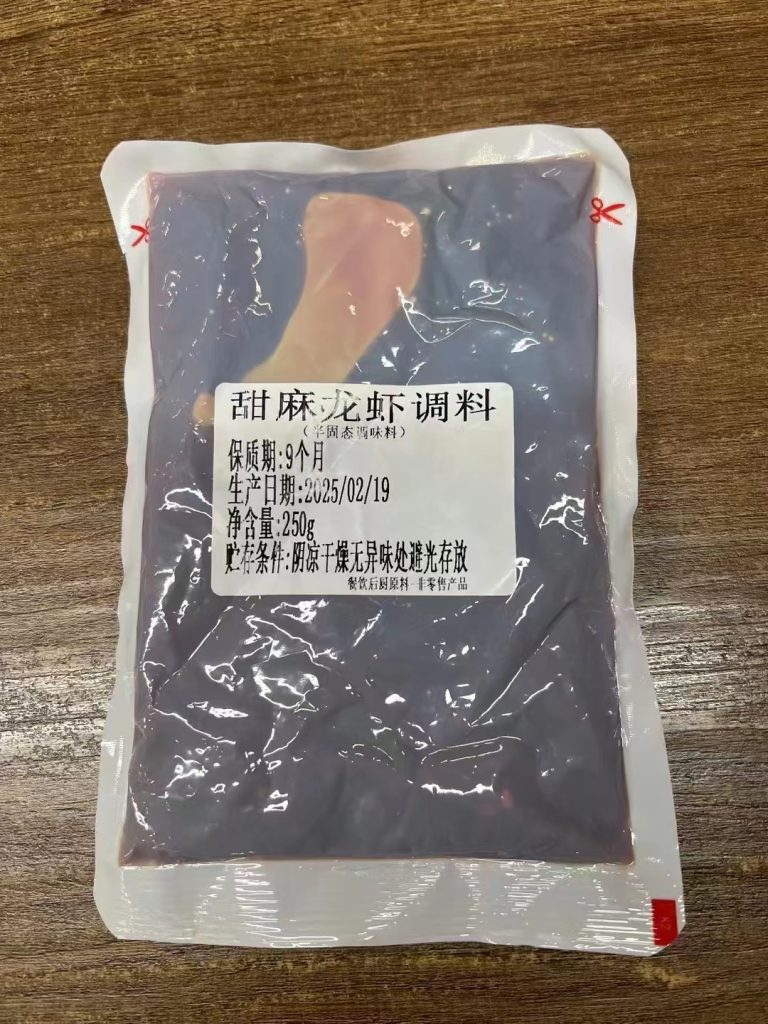 甜麻龙虾调料
（半固态调味料）
保质期:9个月
生产日期:2025/02/19
净含量:250g
贮存条件:阴凉干燥无异味处避光存放
餐饮后厨原料-非零售产品